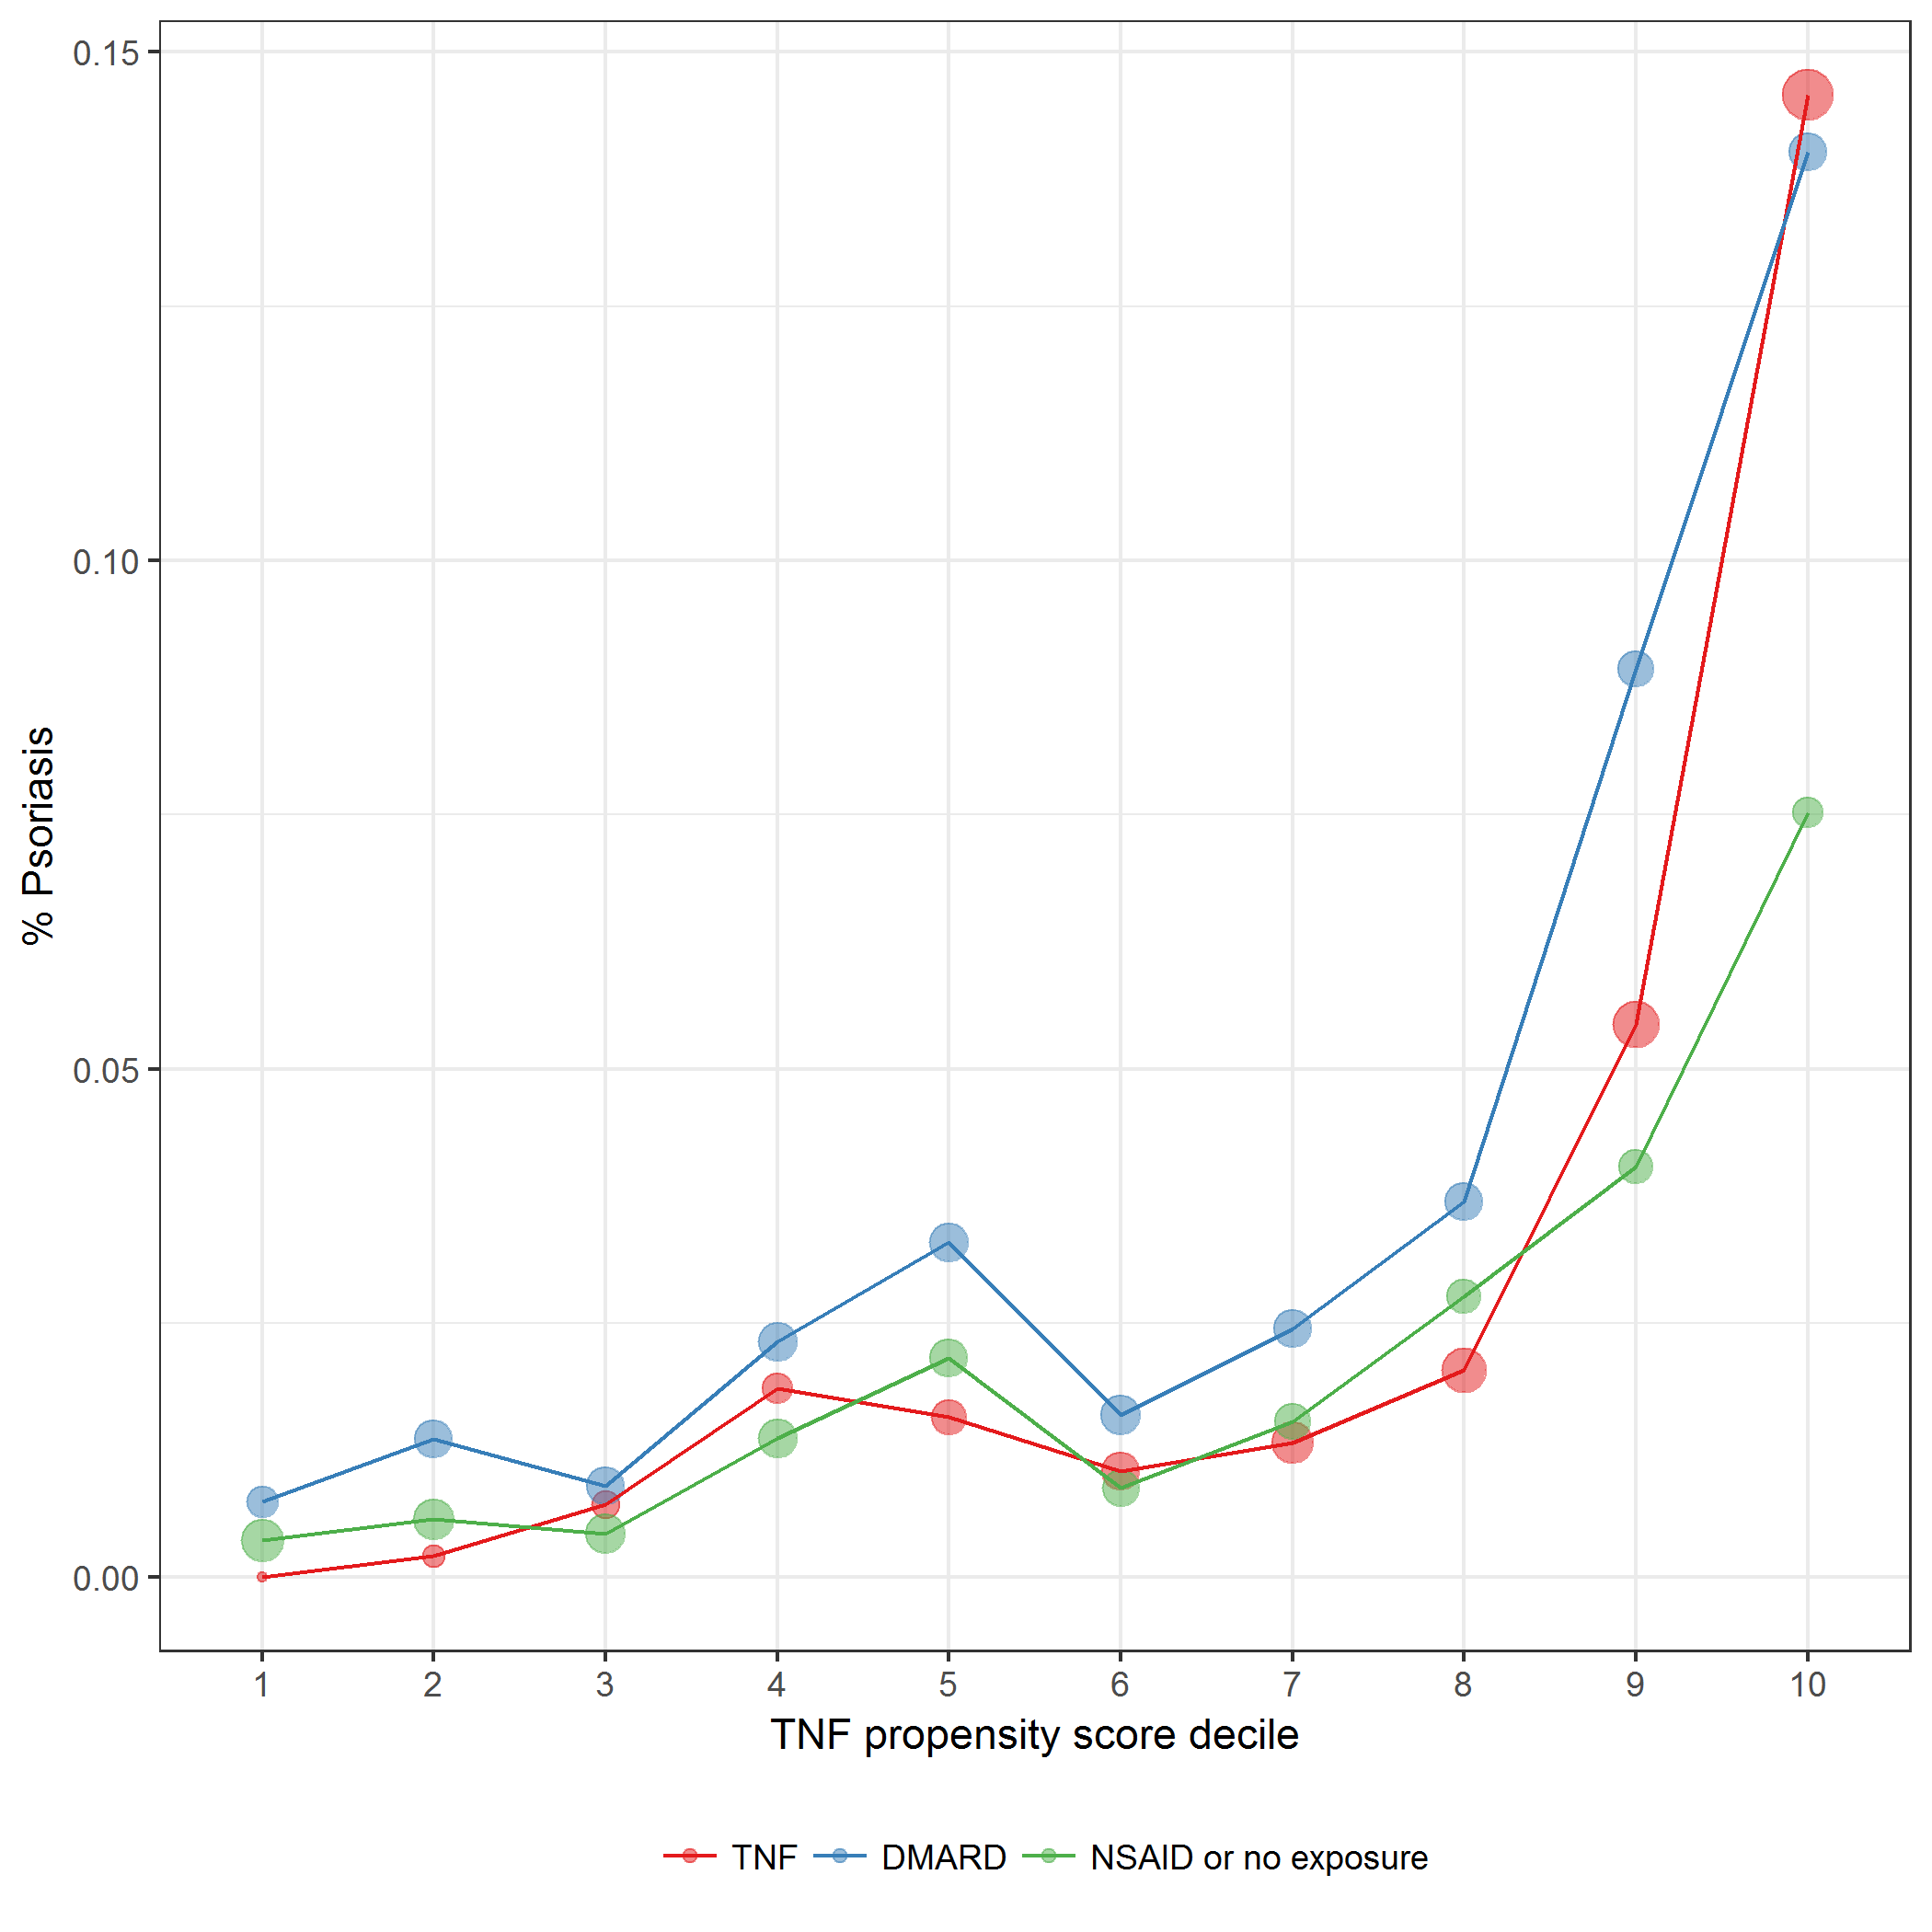 % Psoriasis
0.15
0.10
0.05
0.00
1 2 3 4 5 6 7 8 9 10
TNF propensity score decile
TNF DMARD NSAID or no exposure